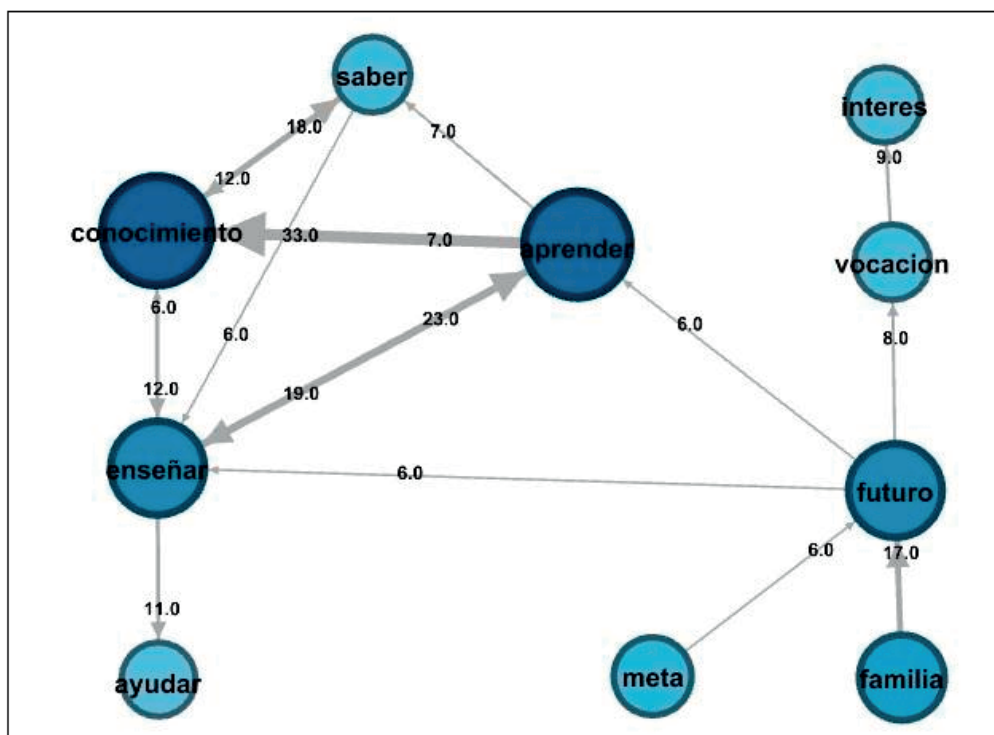 saber
interes
18.0
7.0
9.0
12.0
conocimiento
33.0
7.0
aprender
vocacion
6.0
6.0
23.0
6.0
8.0
12.0
19.0
enseñar
6.0
futuro
6.0
17.0
11.0
ayudar
meta
familia